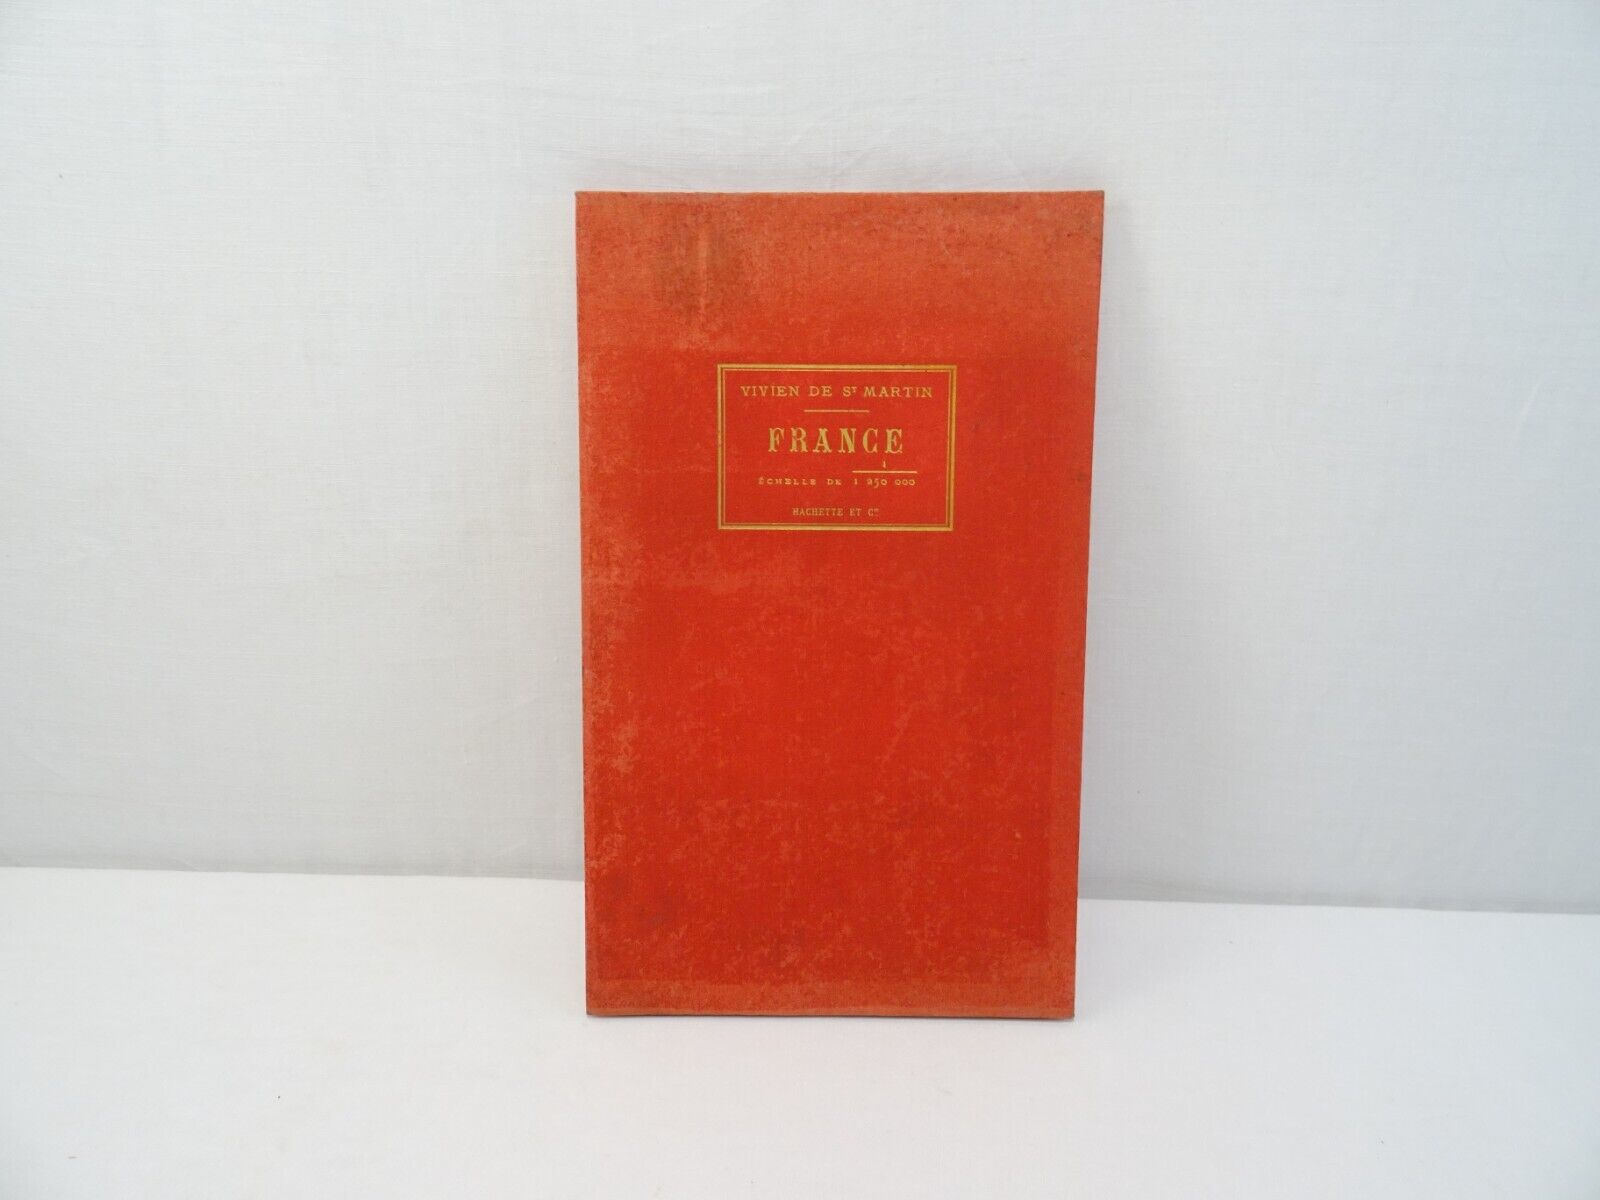 VIVIEN DE ST MARTIN
FRANCE
1
ÉCHELLE DE 1 250 000
HACHETTE ET Cie